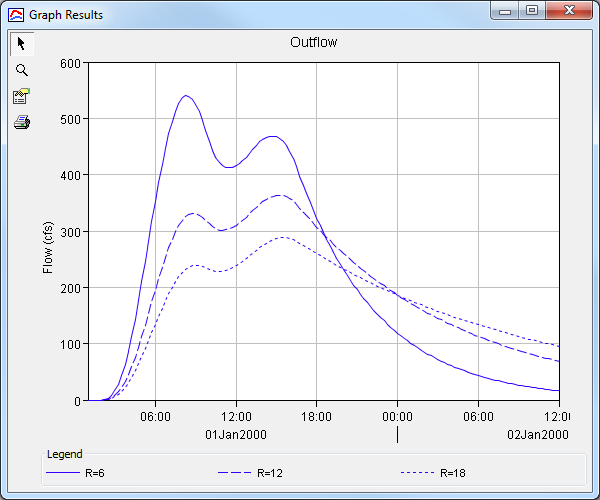 Graph Results
Outflow
600
500
400
300
200
100
0
Flow (cfs)
06:00 12:00 18:00 00:00 06:00 12:0
01Jan2000 02Jan2000
Legend
R=6 R=12 R=18